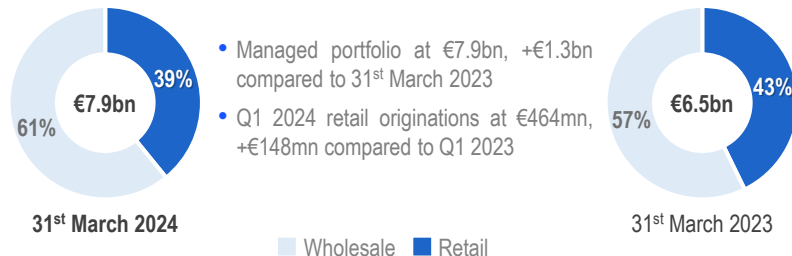 39%
€7.9bn
61%
31st March 2024
• Managed portfolio at €7.9bn, +€1.3bn
compared to 31st March 2023
• Q1 2024 retail originations at €464mn,
+€148mn compared to Q1 2023
43%
€6.5bn
57%
31st March 2023
Wholesale Retail